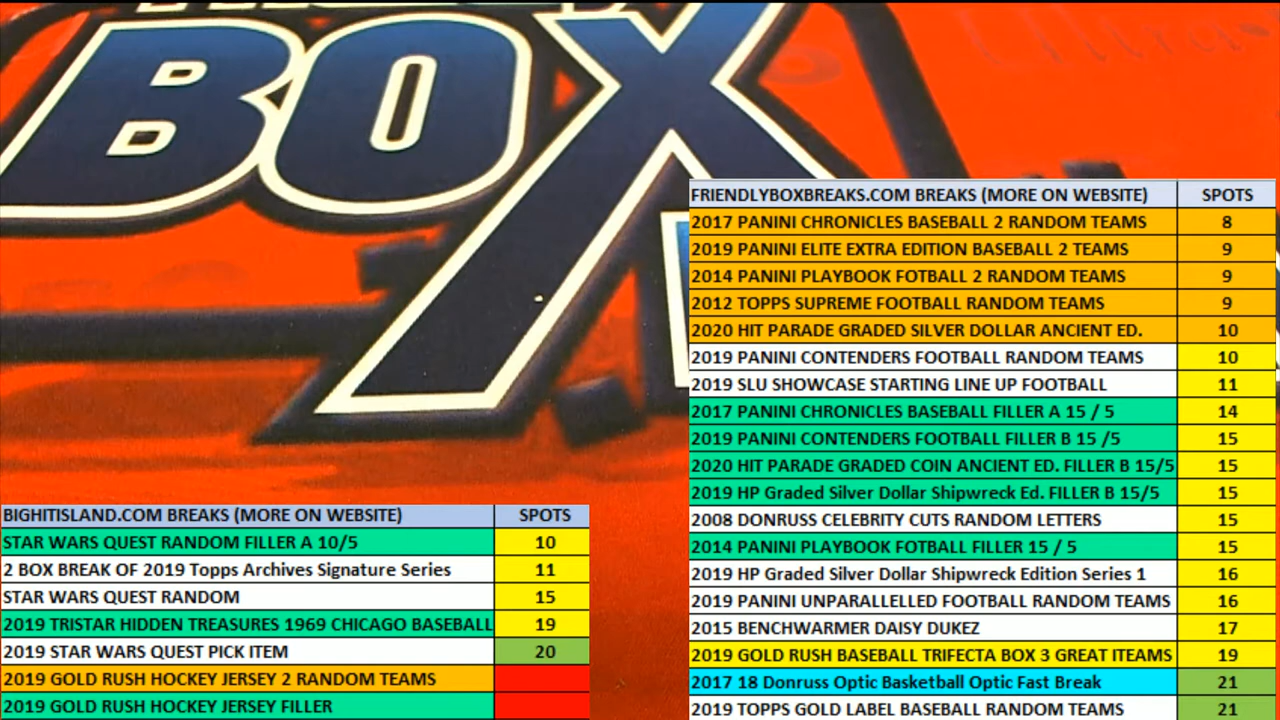 BOX
Ultra
FRIENDLYBOXBREAKS.COM BREAKS (MORE ON WEBSITE) SPOTS
2017 PANINI CHRONICLES BASEBALL 2 RANDOM TEAMS 8
2019 PANINI ELITE EXTRA EDITION BASEBALL 2 TEAMS 9
2014 PANINI PLAYBOOK FOTBALL 2 RANDOM TEAMS 9
2012 TOPPS SUPREME FOOTBALL RANDOM TEAMS 9
2020 HIT PARADE GRADED SILVER DOLLAR ANCIENT ED. 10
2019 PANINI CONTENDERS FOOTBALL RANDOM TEAMS 10
2019 SLU SHOWCASE STARTING LINE UP FOOTBALL 11
2017 PANINI CHRONICLES BASEBALL FILLER A 15 / 5 14
2019 PANINI CONTENDERS FOOTBALL FILLER B 15 /5 15
2020 HIT PARADE GRADED COIN ANCIENT ED. FILLER B 15/5 15
2019 HP Graded Silver Dollar Shipwreck Ed. FILLER B 15/5 15
2008 DONRUSS CELEBRITY CUTS RANDOM LETTERS 15
2014 PANINI PLAYBOOK FOTBALL FILLER 15 / 5 15
2019 HP Graded Silver Dollar Shipwreck Edition Series 1 16
2019 PANINI UNPARALLELLED FOOTBALL RANDOM TEAMS 16
2015 BENCHWARMER DAISY DUKEZ 17
2019 GOLD RUSH BASEBALL TRIFECTA BOX 3 GREAT ITEAMS 19
2017 18 Donruss Optic Basketball Optic Fast Break 21
2019 TOPPS GOLD LABEL BASEBALL RANDOM TEAMS 21
BIGHITISLAND.COM BREAKS (MORE ON WEBSITE) SPOTS
STAR WARS QUEST RANDOM FILLER A 10/5 10
2 BOX BREAK OF 2019 Topps Archives Signature Series 11
STAR WARS QUEST RANDOM 15
2019 TRISTAR HIDDEN TREASURES 1969 CHICAGO BASEBALL 19
2019 STAR WARS QUEST PICK ITEM 20
2019 GOLD RUSH HOCKEY JERSEY 2 RANDOM TEAMS
2019 GOLD RUSH HOCKEY JERSEY FILLER